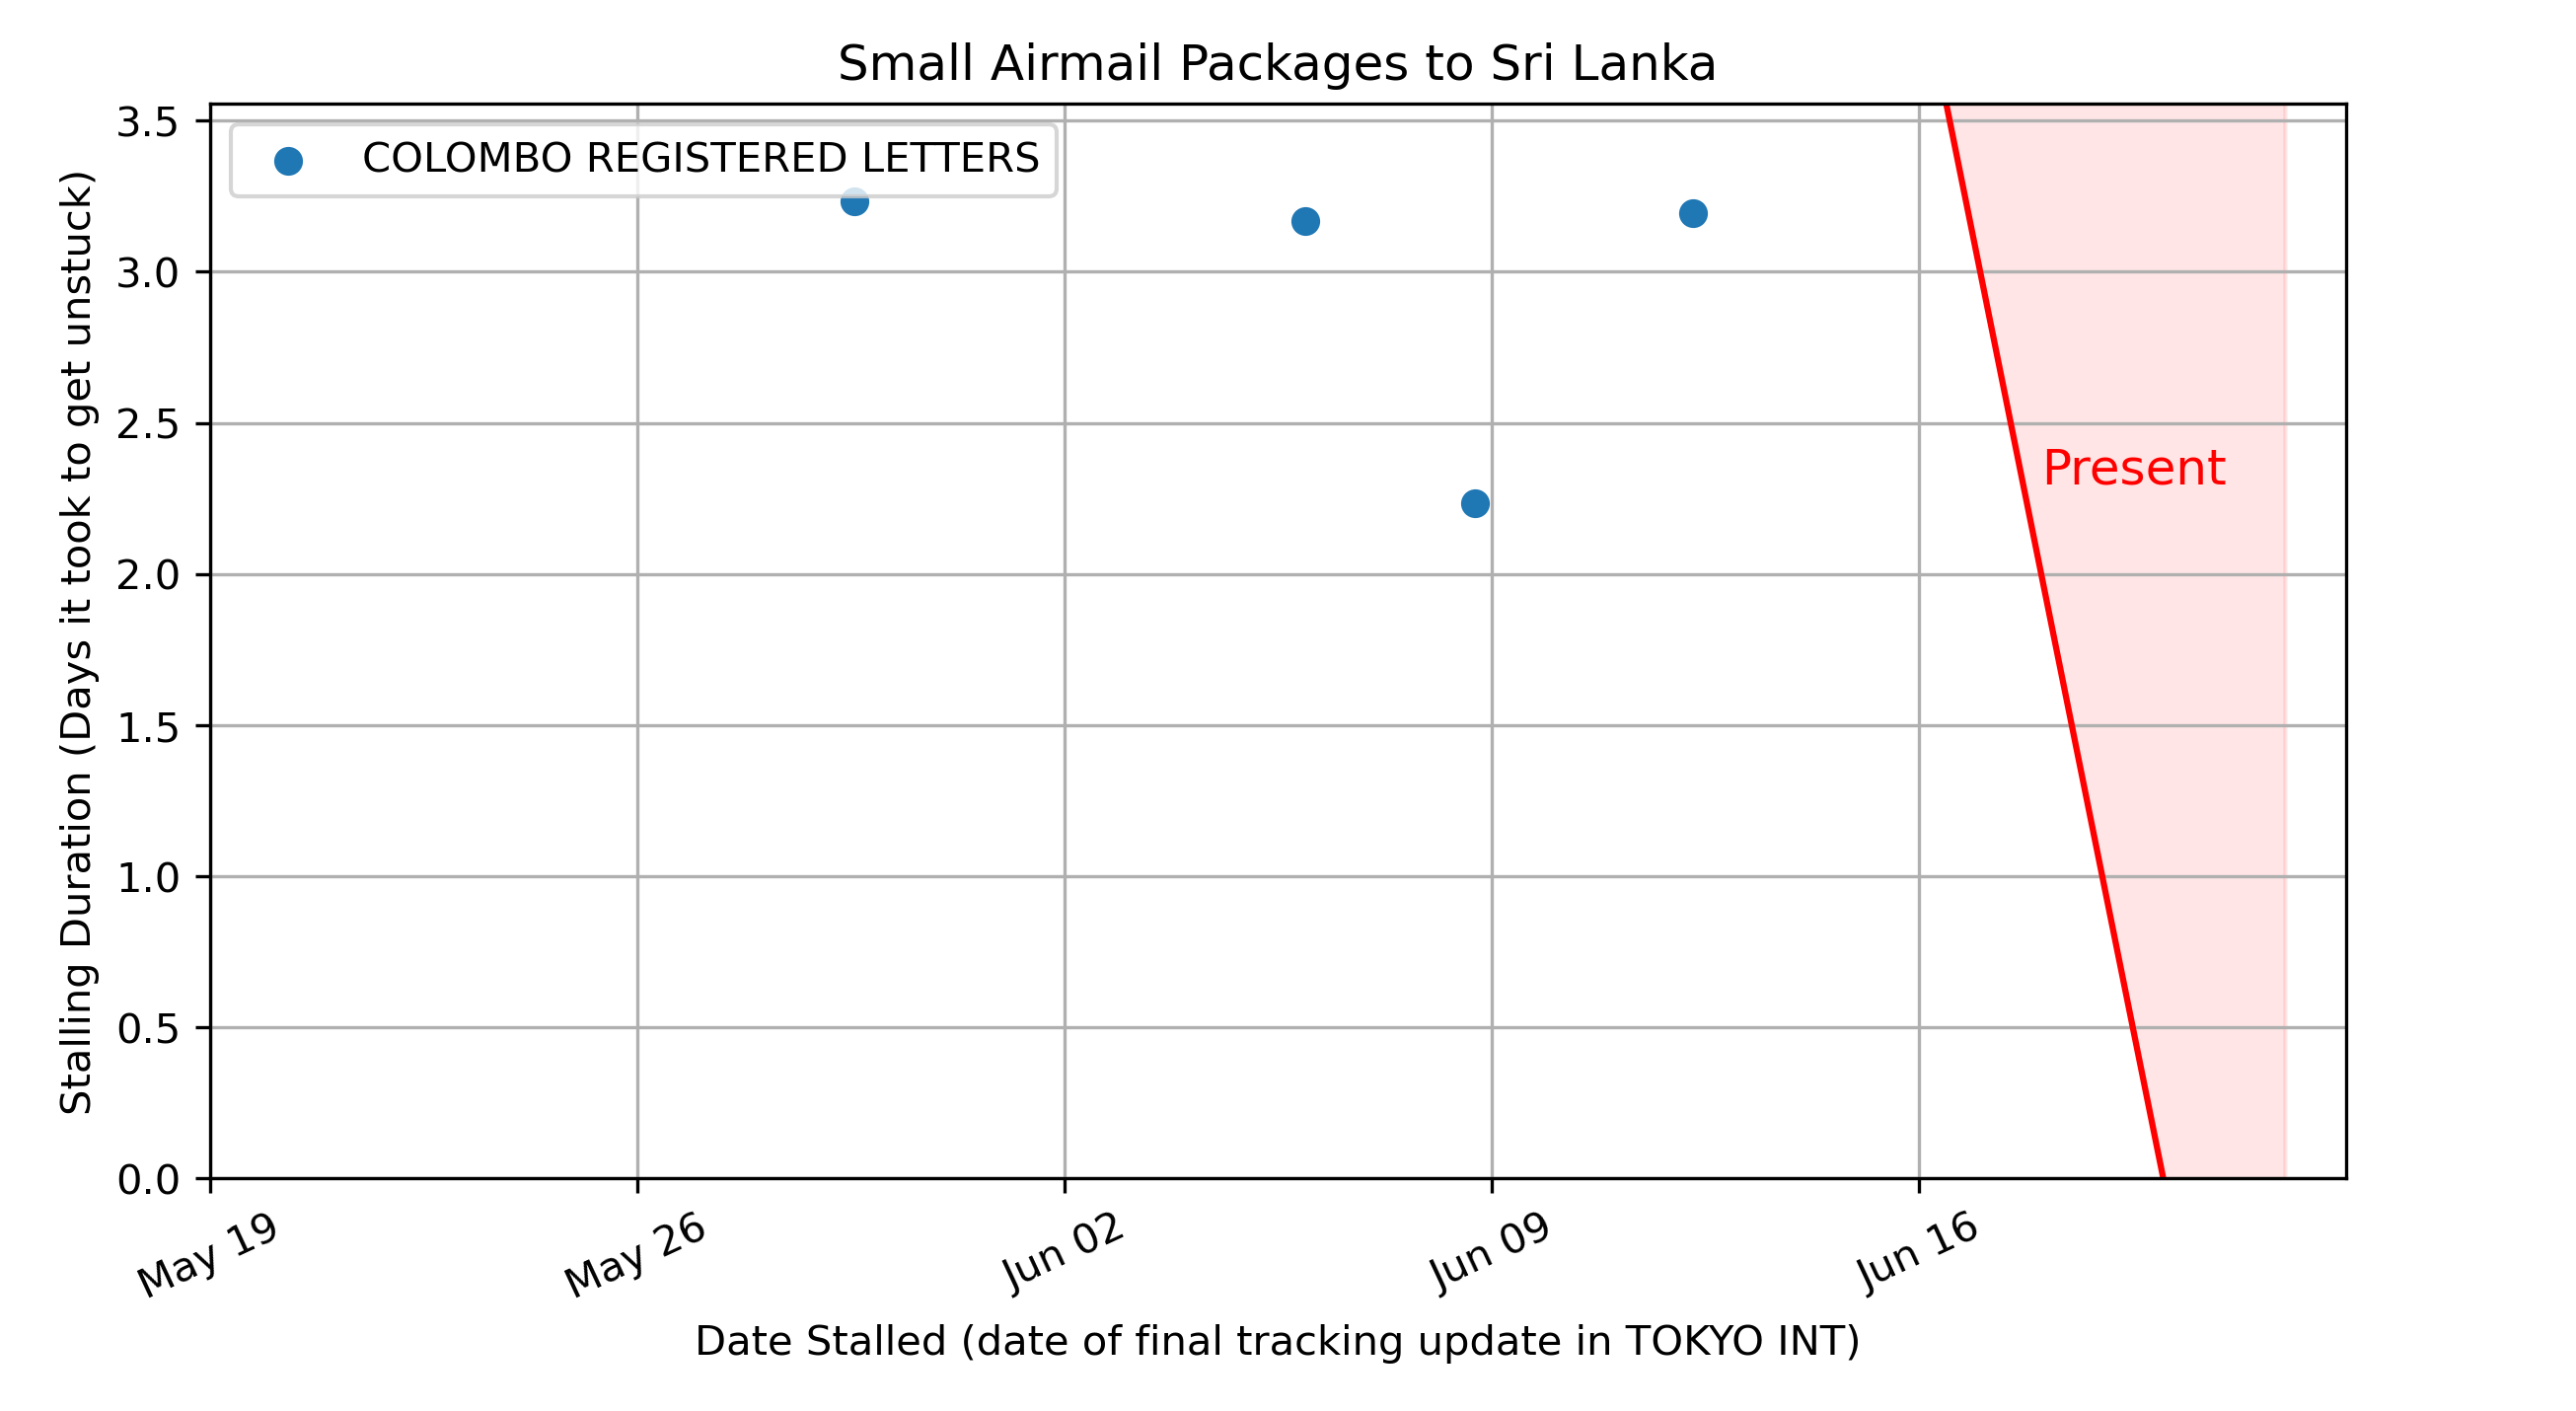 Small Airmail Packages to Sri Lanka
COLOMBO REGISTERED LETTERS
Stalling Duration (Days it took to get unstuck)
3.5
3.0
2.5
2.0
1.5
1.0
0.5
0.0
Present
May 19
May 26
Jun 02
Jun 09
Jun 16
Date Stalled (date of final tracking update in TOKYO INT)